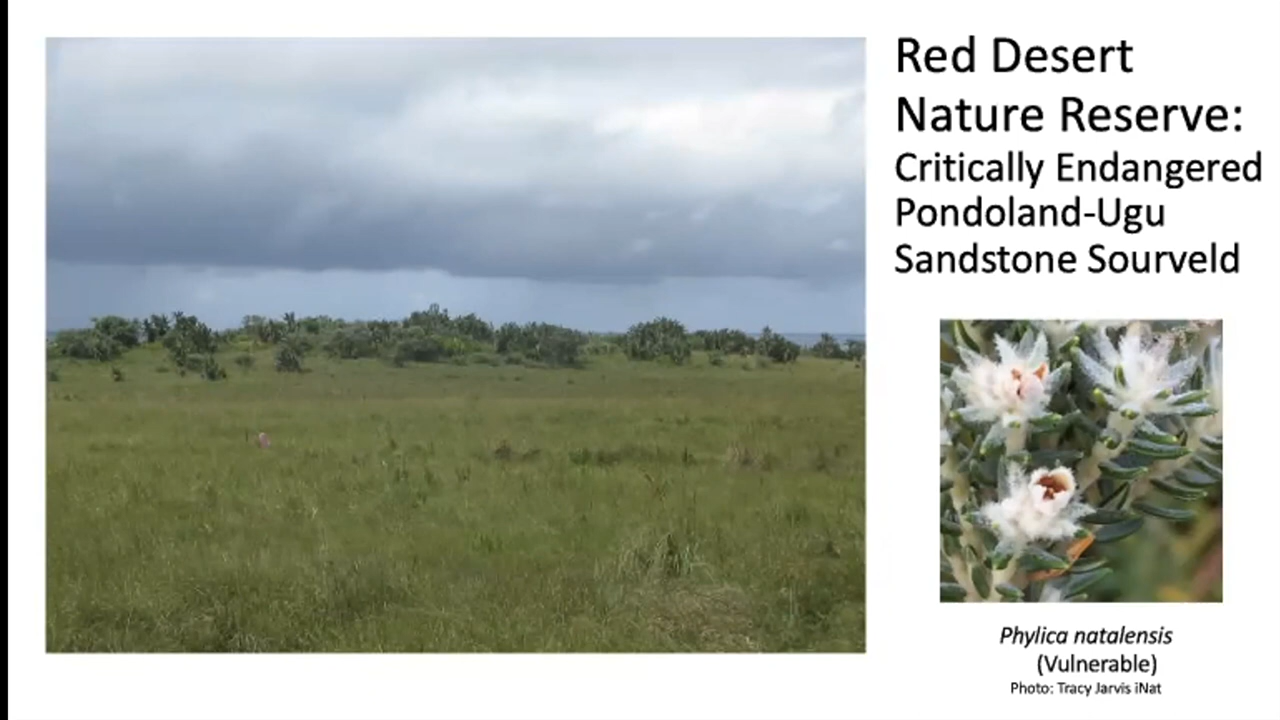 Red Desert
Nature Reserve:
Critically Endangered
Pondoland-Ugu
Sandstone Sourveld
Phylica natalensis
(Vulnerable)
Photo: Tracy Jarvis iNat